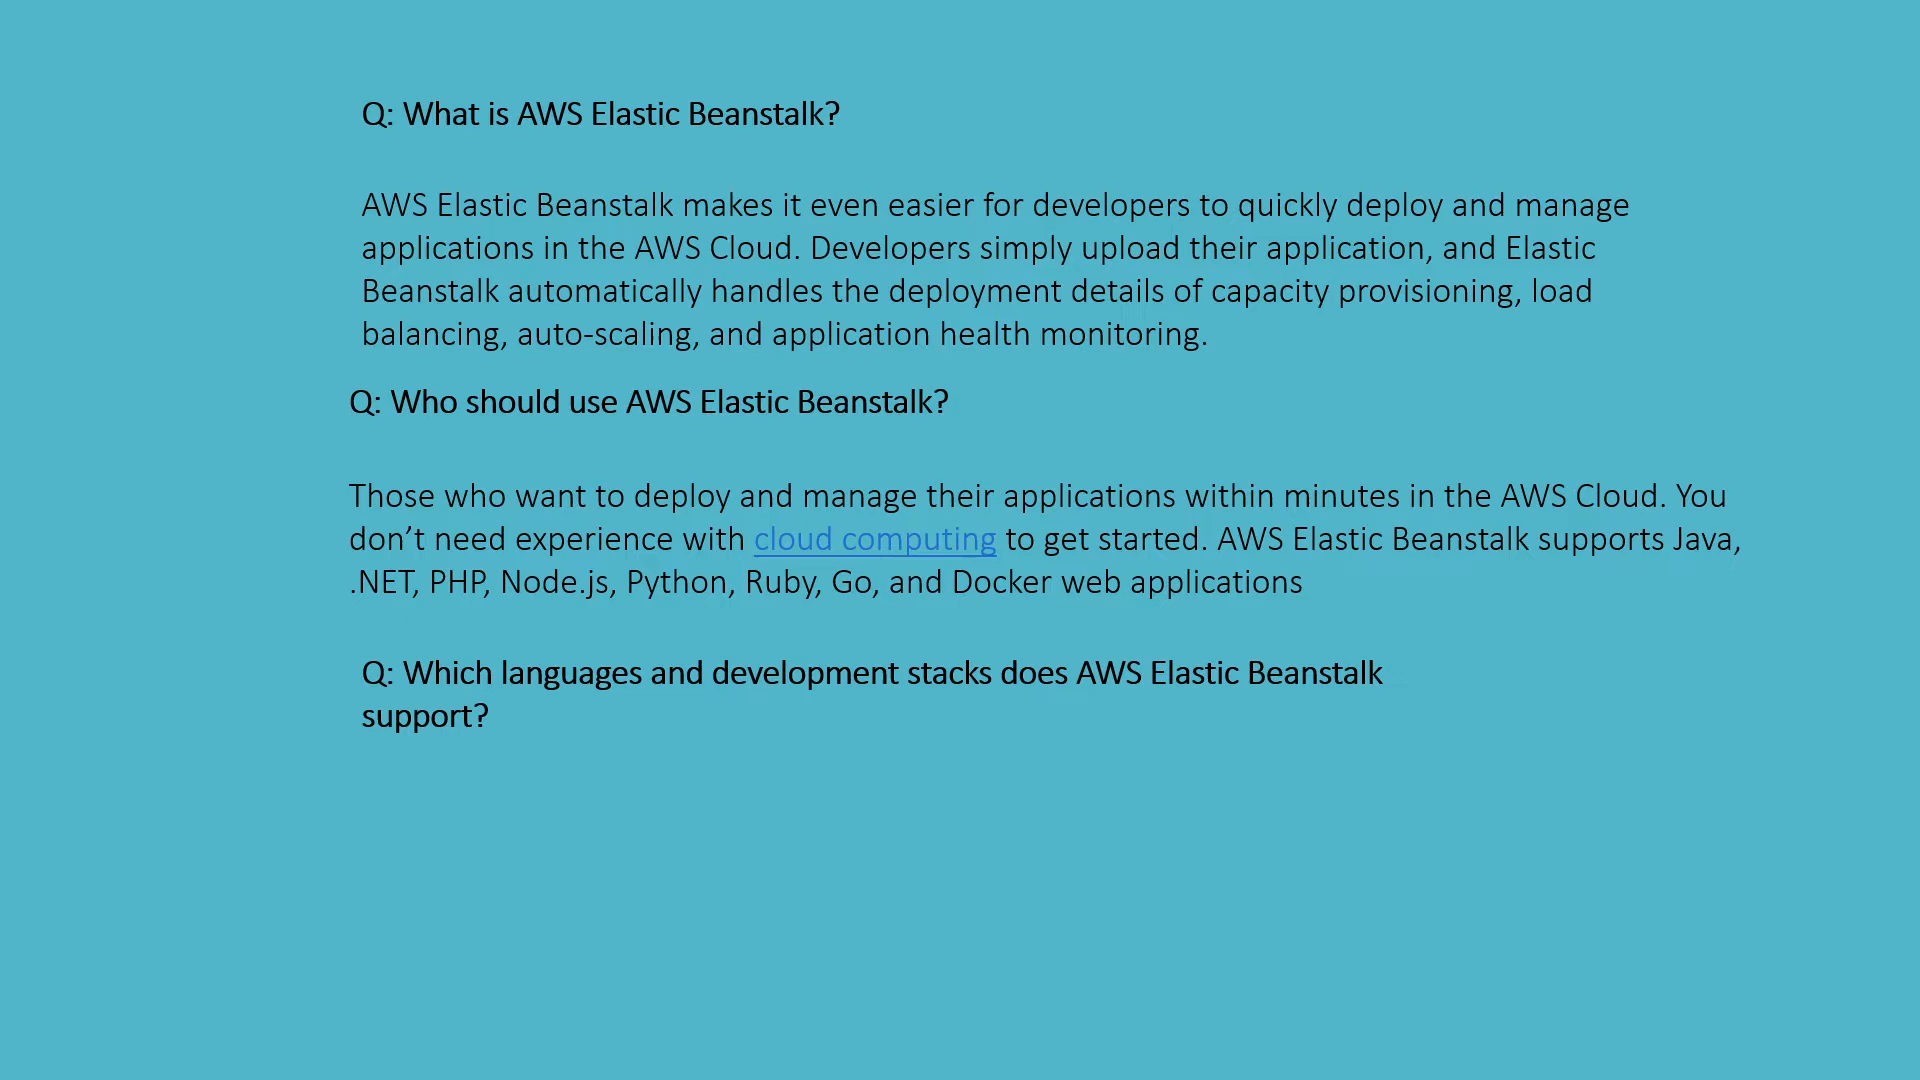 Q: What is AWS Elastic Beanstalk?
AWS Elastic Beanstalk makes it even easier for developers to quickly deploy and manage
applications in the AWS Cloud. Developers simply upload their application, and Elastic
Beanstalk automatically handles the deployment details of capacity provisioning, load
balancing, auto-scaling, and application health monitoring.
Q: Who should use AWS Elastic Beanstalk?
Those who want to deploy and manage their applications within minutes in the AWS Cloud. You
don’t need experience with cloud computing to get started. AWS Elastic Beanstalk supports Java,
.NET, PHP, Node.js, Python, Ruby, Go, and Docker web applications
Q: Which languages and development stacks does AWS Elastic Beanstalk
support?